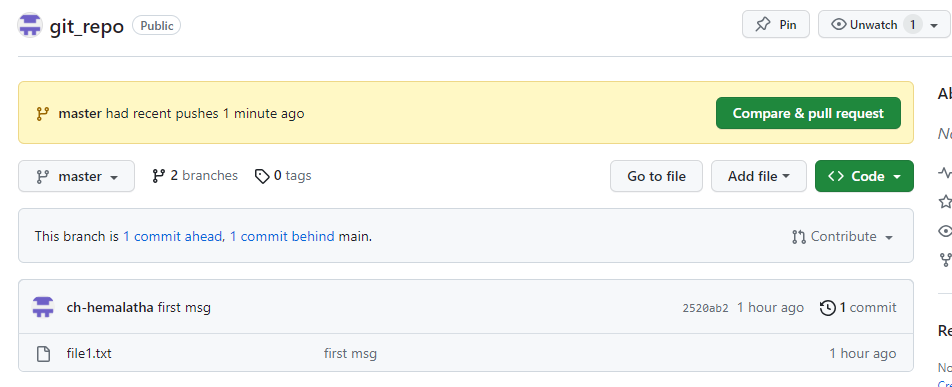 git_repo Public Pin Unwatch 1
master had recent pushes 1 minute ago Compare & pull request
master 2 branches 0 tags Go to file Add file <> Code
This branch is 1 commit ahead, 1 commit behind main. Contribute
ch-hemalatha first msg 2520ab2 1 hour ago 1 commit
file1.txt first msg 1 hour ago